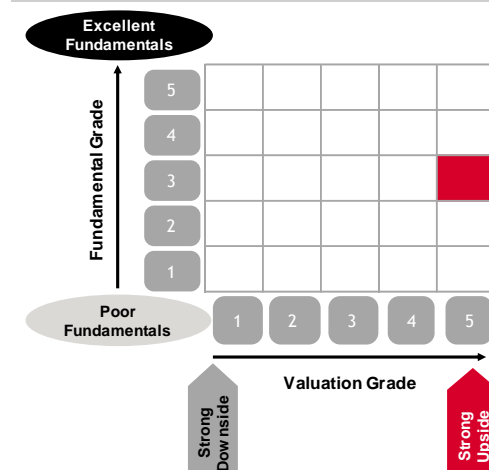 Excellent
Fundamentals
Fundamental Grade
5
4
3
2
1
Poor
Fundamentals
1 2 3 4 5
Valuation Grade
Strong
Downside
Strong
Upside